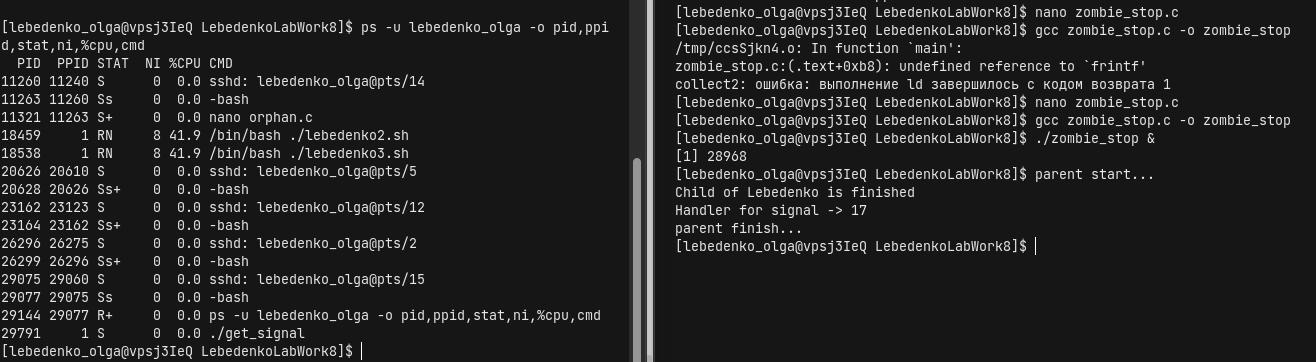 [lebedenko_olga@vpsj3IeQ LebedenkoLabWork8]$ ps -u lebedenko_olga -o pid,ppi
d,stat,ni,%cpu,cmd
  PID  PPID STAT  NI %CPU CMD
11260 11240 S      0  0.0 sshd: lebedenko_olga@pts/14
11263 11260 Ss     0  0.0 -bash
11321 11263 S+     0  0.0 nano orphan.c
18459     1 RN     8 41.9 /bin/bash ./lebedenko2.sh
18538     1 RN     8 41.9 /bin/bash ./lebedenko3.sh
20626 20610 S      0  0.0 sshd: lebedenko_olga@pts/5
20628 20626 Ss+    0  0.0 -bash
23162 23123 S      0  0.0 sshd: lebedenko_olga@pts/12
23164 23162 Ss+    0  0.0 -bash
26296 26275 S      0  0.0 sshd: lebedenko_olga@pts/2
26299 26296 Ss+    0  0.0 -bash
29075 29060 S      0  0.0 sshd: lebedenko_olga@pts/15
29077 29075 Ss     0  0.0 -bash
29144 29077 R+     0  0.0 ps -u lebedenko_olga -o pid,ppid,stat,ni,%cpu,cmd
29791     1 S      0  0.0 ./get_signal
[lebedenko_olga@vpsj3IeQ LebedenkoLabWork8]$
[lebedenko_olga@vpsj3IeQ LebedenkoLabWork8]$ nano zombie_stop.c
[lebedenko_olga@vpsj3IeQ LebedenkoLabWork8]$ gcc zombie_stop.c -o zombie_stop
/tmp/ccsSjkn4.o: In function `main':
zombie_stop.c:(.text+0xb8): undefined reference to `frintf'
collect2: ошибка: выполнение ld завершилось с кодом возврата 1
[lebedenko_olga@vpsj3IeQ LebedenkoLabWork8]$ nano zombie_stop.c
[lebedenko_olga@vpsj3IeQ LebedenkoLabWork8]$ gcc zombie_stop.c -o zombie_stop
[lebedenko_olga@vpsj3IeQ LebedenkoLabWork8]$ ./zombie_stop &
[1] 28968
[lebedenko_olga@vpsj3IeQ LebedenkoLabWork8]$ parent start...
Child of Lebedenko is finished
Handler for signal -> 17
parent finish...
[lebedenko_olga@vpsj3IeQ LebedenkoLabWork8]$